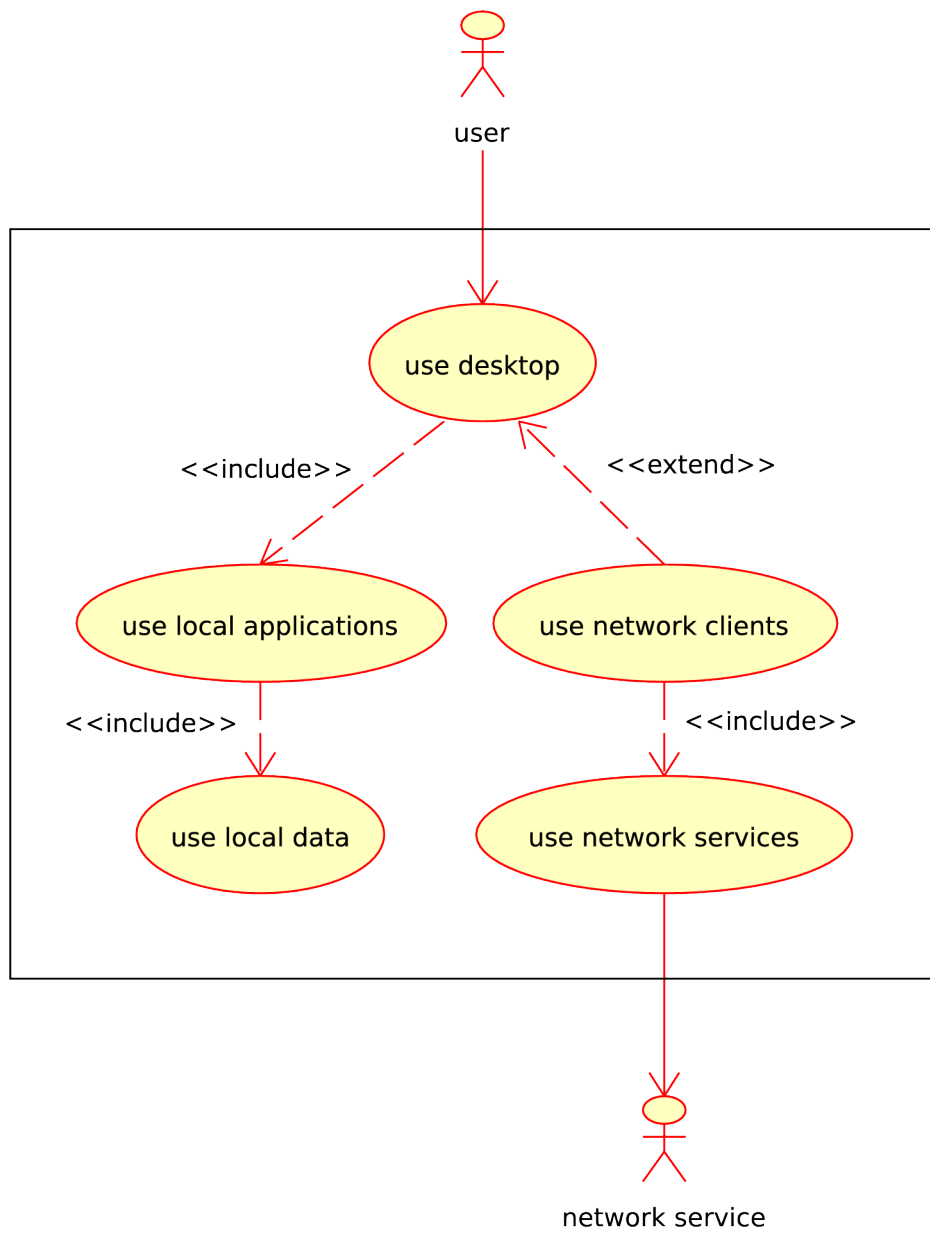 user
use desktop
<<include>>
<<extend>>
use local applications
use network clients
<<include>>
<<include>>
use local data
use network services
network service